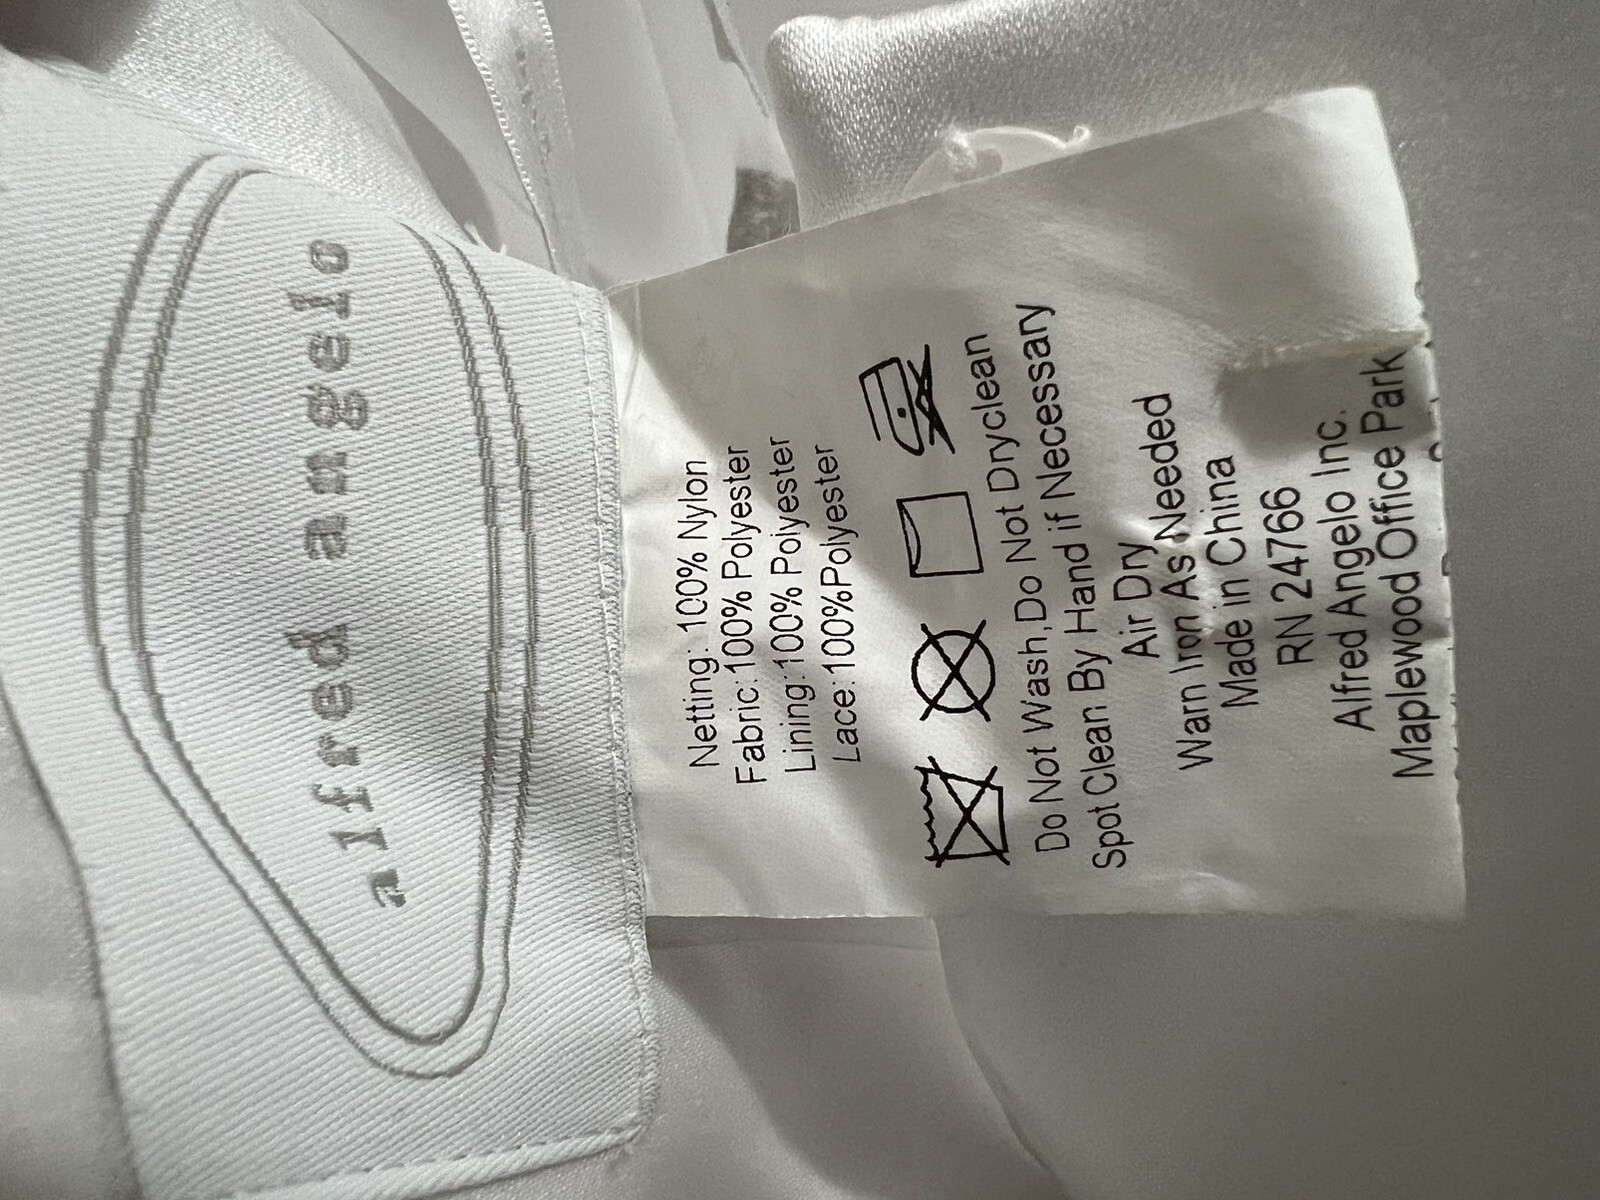 alfred angelo
Netting: 100% Nylon
Fabric:100% Polyester
Lining:100% Polyester
Lace:100%Polyester
Do Not Wash,Do Not Dryclean
Spot Clean By Hand if Necessary
Air Dry
Warn Iron As Needed
Made in China
RN 24766
Alfred Angelo Inc.
Maplewood Office Park